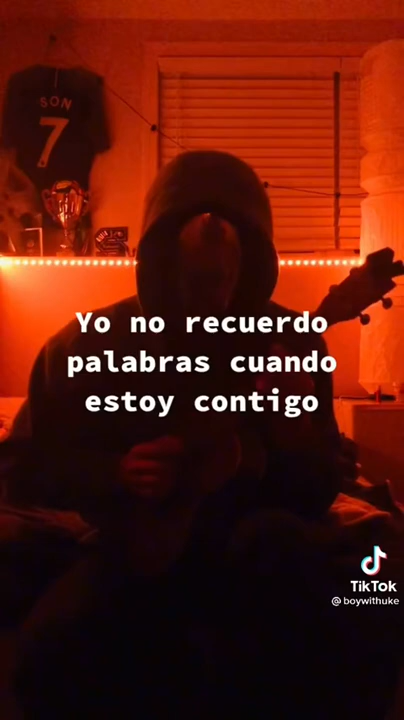 SON
7
Yo no recuerdo
palabras cuando
estoy contigo
TikTok
@ boywithuke